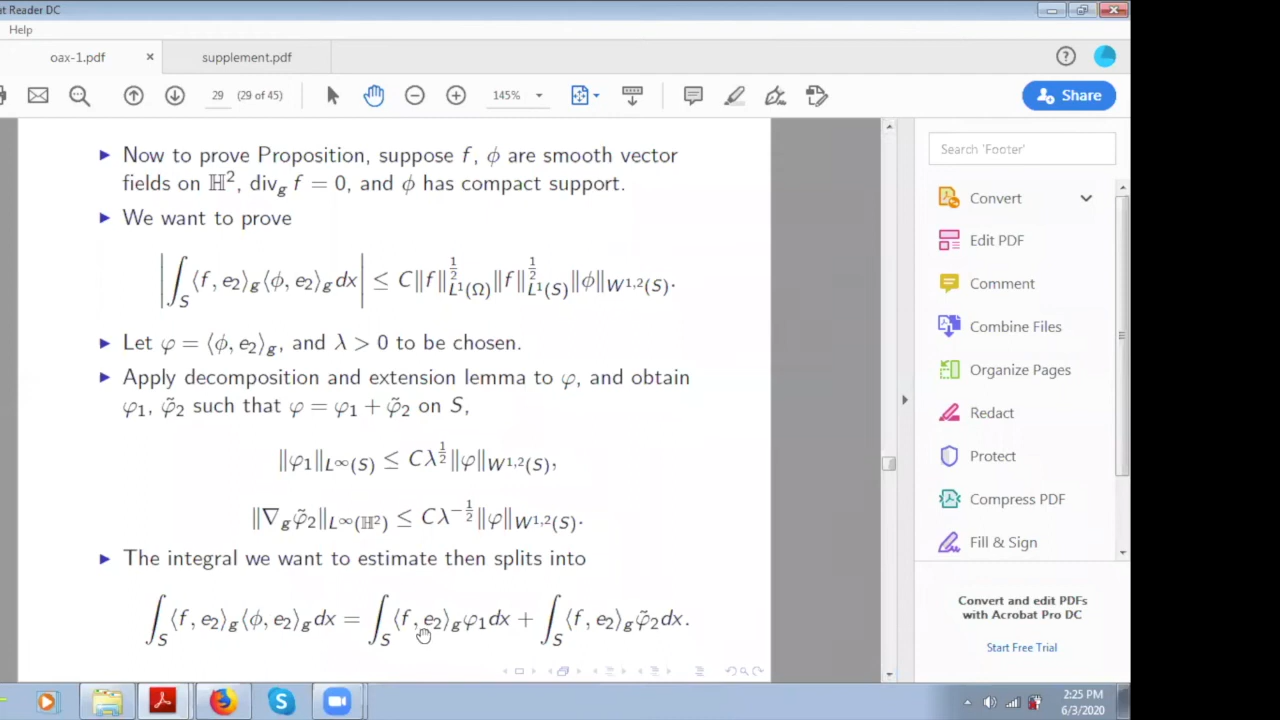 at Reader DC
Help
oax-1.pdf × supplement.pdf
29 (29 of 45) 145% Share
▶ Now to prove Proposition, suppose f, ϕ are smooth vector
fields on ℍ², div_g f = 0, and ϕ has compact support.
▶ We want to prove
|∫_S ⟨f, e₂⟩_g⟨ϕ, e₂⟩_g dx| ≤ C‖f‖^{1/2}_{L¹(Ω)}‖f‖^{1/2}_{L¹(S)}‖ϕ‖_{W^{1,2}(S)}.
▶ Let φ = ⟨ϕ, e₂⟩_g, and λ > 0 to be chosen.
▶ Apply decomposition and extension lemma to φ, and obtain
φ₁, φ̃₂ such that φ = φ₁ + φ̃₂ on S,
‖φ₁‖_{L^∞(S)} ≤ Cλ^{1/2}‖φ‖_{W^{1,2}(S)},
‖∇_g φ̃₂‖_{L^∞(ℍ²)} ≤ Cλ^{-1/2}‖φ‖_{W^{1,2}(S)}.
▶ The integral we want to estimate then splits into
∫_S ⟨f, e₂⟩_g⟨ϕ, e₂⟩_g dx = ∫_S ⟨f, e₂⟩_g φ₁dx + ∫_S ⟨f, e₂⟩_g φ̃₂dx.
Search 'Footer'
Convert
Edit PDF
Comment
Combine Files
Organize Pages
Redact
Protect
Compress PDF
Fill & Sign
Convert and edit PDFs
with Acrobat Pro DC
Start Free Trial
2:25 PM
6/3/2020